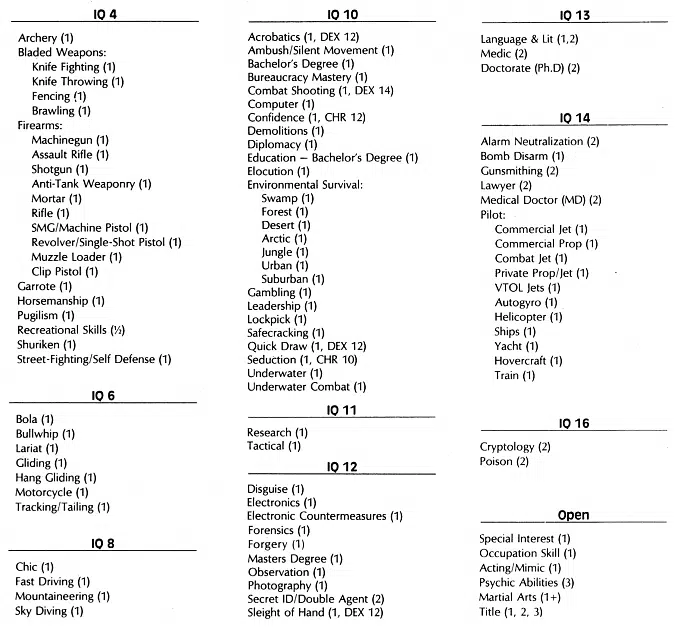 IQ 4
Archery (1)
Bladed Weapons:
Knife Fighting (1)
Knife Throwing (1)
Fencing (1)
Brawling (1)
Firearms:
Machinegun (1)
Assault Rifle (1)
Shotgun (1)
Anti-Tank Weaponry (1)
Mortar (1)
Rifle (1)
SMG/Machine Pistol (1)
Revolver/Single-Shot Pistol (1)
Muzzle Loader (1)
Clip Pistol (1)
Garrote (1)
Horsemanship (1)
Pugilism (1)
Recreational Skills (½)
Shuriken (1)
Street-Fighting/Self Defense (1)
IQ 6
Bola (1)
Bullwhip (1)
Lariat (1)
Gliding (1)
Hang Gliding (1)
Motorcycle (1)
Tracking/Tailing (1)
IQ 8
Chic (1)
Fast Driving (1)
Mountaineering (1)
Sky Diving (1)
IQ 10
Acrobatics (1, DEX 12)
Ambush/Silent Movement (1)
Bachelor's Degree (1)
Bureaucracy Mastery (1)
Combat Shooting (1, DEX 14)
Computer (1)
Confidence (1, CHR 12)
Demolitions (1)
Diplomacy (1)
Education — Bachelor's Degree (1)
Elocution (1)
Environmental Survival:
Swamp (1)
Forest (1)
Desert (1)
Arctic (1)
Jungle (1)
Urban (1)
Suburban (1)
Gambling (1)
Leadership (1)
Lockpick (1)
Safecracking (1)
Quick Draw (1, DEX 12)
Seduction (1, CHR 10)
Underwater (1)
Underwater Combat (1)
IQ 11
Research (1)
Tactical (1)
IQ 12
Disguise (1)
Electronics (1)
Electronic Countermeasures (1)
Forensics (1)
Forgery (1)
Masters Degree (1)
Observation (1)
Photography (1)
Secret ID/Double Agent (2)
Sleight of Hand (1, DEX 12)
IQ 13
Language & Lit (1,2)
Medic (2)
Doctorate (Ph.D) (2)
IQ 14
Alarm Neutralization (2)
Bomb Disarm (1)
Gunsmithing (2)
Lawyer (2)
Medical Doctor (MD) (2)
Pilot:
Commercial Jet (1)
Commercial Prop (1)
Combat Jet (1)
Private Prop/Jet (1)
VTOL Jets (1)
Autogyro (1)
Helicopter (1)
Ships (1)
Yacht (1)
Hovercraft (1)
Train (1)
IQ 16
Cryptology (2)
Poison (2)
Open
Special Interest (1)
Occupation Skill (1)
Acting/Mimic (1)
Psychic Abilities (3)
Martial Arts (1+)
Title (1, 2, 3)